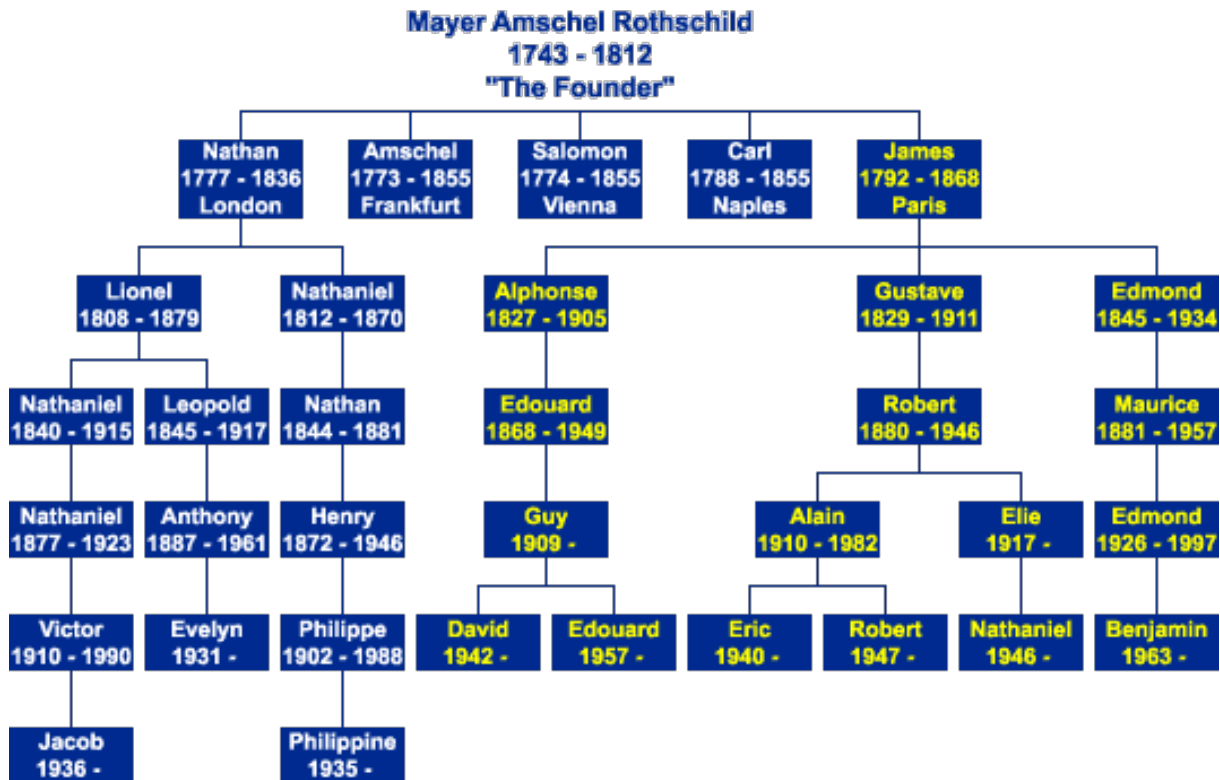 Mayer Amschel Rothschild
1743 - 1812
"The Founder"
Nathan
1777 - 1836
London
Amschel
1773 - 1855
Frankfurt
Salomon
1774 - 1855
Vienna
Carl
1788 - 1855
Naples
James
1792 - 1868
Paris
Lionel
1808 - 1879
Nathaniel
1812 - 1870
Alphonse
1827 - 1905
Gustave
1829 - 1911
Edmond
1845 - 1934
Nathaniel
1840 - 1915
Leopold
1845 - 1917
Nathan
1844 - 1881
Edouard
1868 - 1949
Robert
1880 - 1946
Maurice
1881 - 1957
Nathaniel
1877 - 1923
Anthony
1887 - 1961
Henry
1872 - 1946
Guy
1909 -
Alain
1910 - 1982
Elie
1917 -
Edmond
1926 - 1997
Victor
1910 - 1990
Evelyn
1931 -
Philippe
1902 - 1988
David
1942 -
Edouard
1957 -
Eric
1940 -
Robert
1947 -
Nathaniel
1946 -
Benjamin
1963 -
Jacob
1936 -
Philippine
1935 -